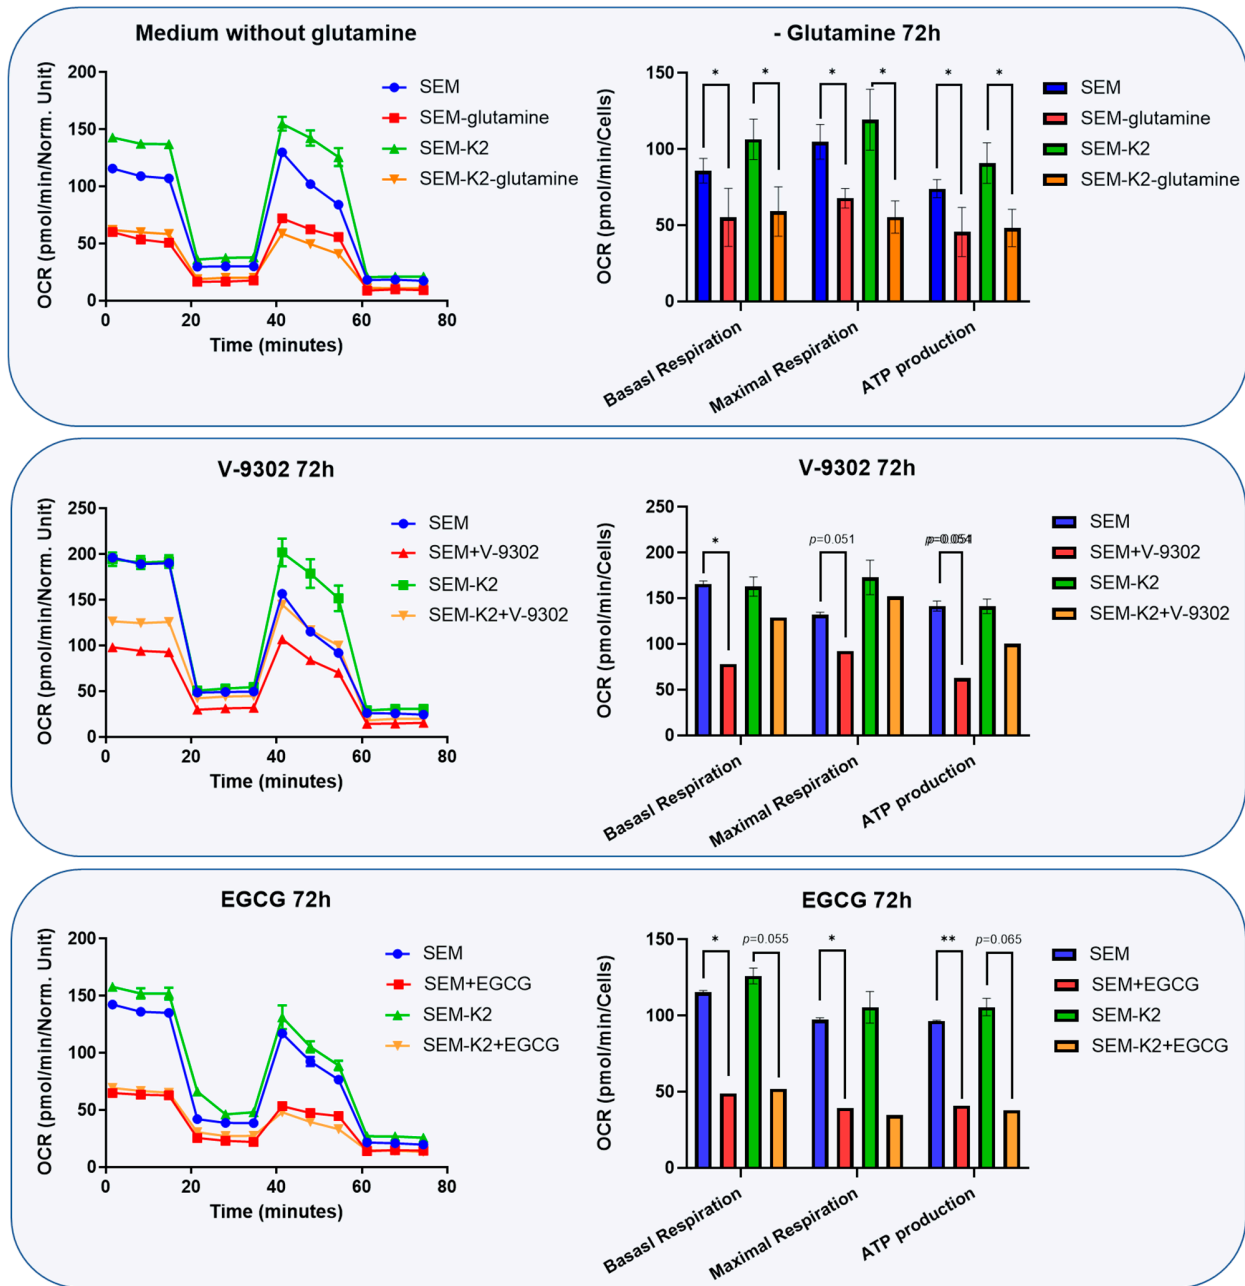 Medium without glutamine
OCR (pmol/min/Norm. Unit)
200
150
100
50
0
0 20 40 60 80
Time (minutes)
SEM
SEM-glutamine
SEM-K2
SEM-K2-glutamine
- Glutamine 72h
OCR (pmol/min/Cells)
150
100
50
0
* * * * * *
Basasl Respiration
Maximal Respiration
ATP production
SEM
SEM-glutamine
SEM-K2
SEM-K2-glutamine
V-9302 72h
OCR (pmol/min/Norm. Unit)
250
200
150
100
50
0
0 20 40 60 80
Time (minutes)
SEM
SEM+V-9302
SEM-K2
SEM-K2+V-9302
V-9302 72h
OCR (pmol/min/Cells)
250
200
150
100
50
0
* p=0.051
Basasl Respiration
Maximal Respiration
ATP production
SEM
SEM+V-9302
SEM-K2
SEM-K2+V-9302
EGCG 72h
OCR (pmol/min/Norm. Unit)
200
150
100
50
0
0 20 40 60 80
Time (minutes)
SEM
SEM+EGCG
SEM-K2
SEM-K2+EGCG
EGCG 72h
OCR (pmol/min/Cells)
150
100
50
0
* p=0.055 * ** p=0.065
Basasl Respiration
Maximal Respiration
ATP production
SEM
SEM+EGCG
SEM-K2
SEM-K2+EGCG